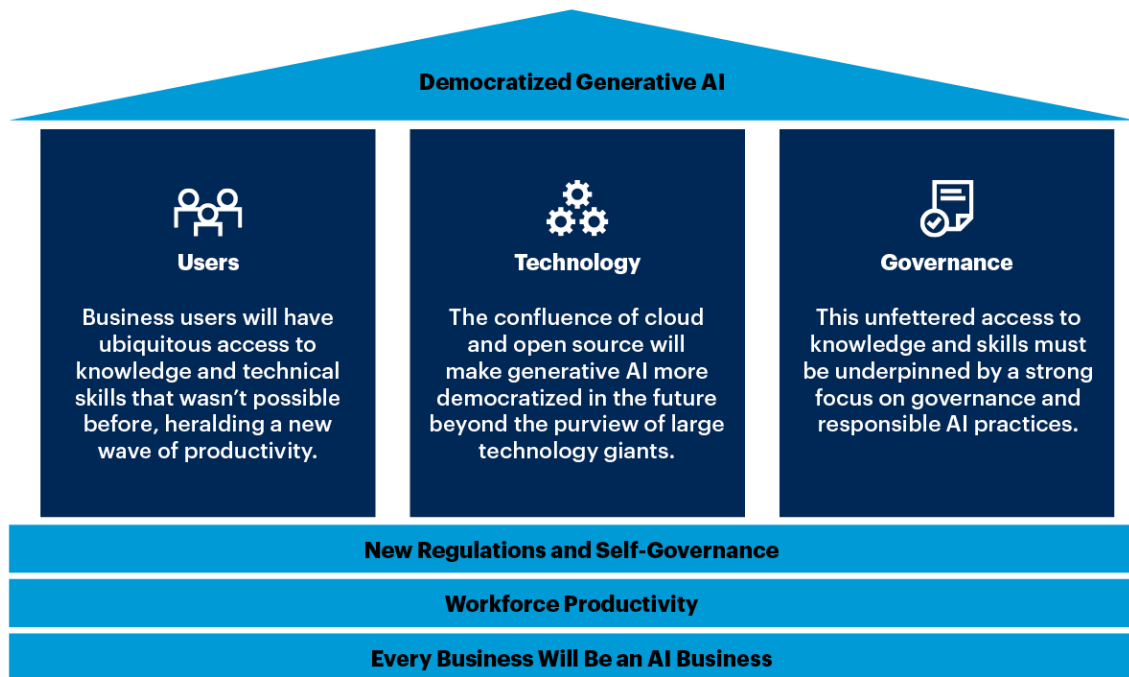 Democratized Generative AI
Users
Business users will have
ubiquitous access to
knowledge and technical
skills that wasn’t possible
before, heralding a new
wave of productivity.
Technology
The confluence of cloud
and open source will
make generative AI more
democratized in the future
beyond the purview of large
technology giants.
Governance
This unfettered access to
knowledge and skills must
be underpinned by a strong
focus on governance and
responsible AI practices.
New Regulations and Self-Governance
Workforce Productivity
Every Business Will Be an AI Business